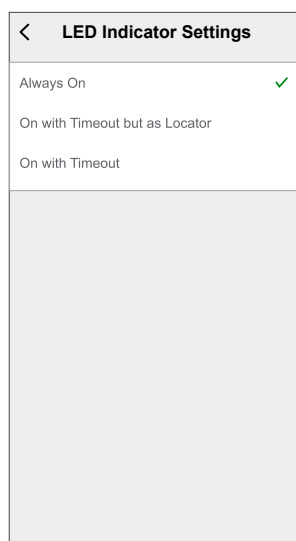 LED Indicator Settings
Always On
On with Timeout but as Locator
On with Timeout